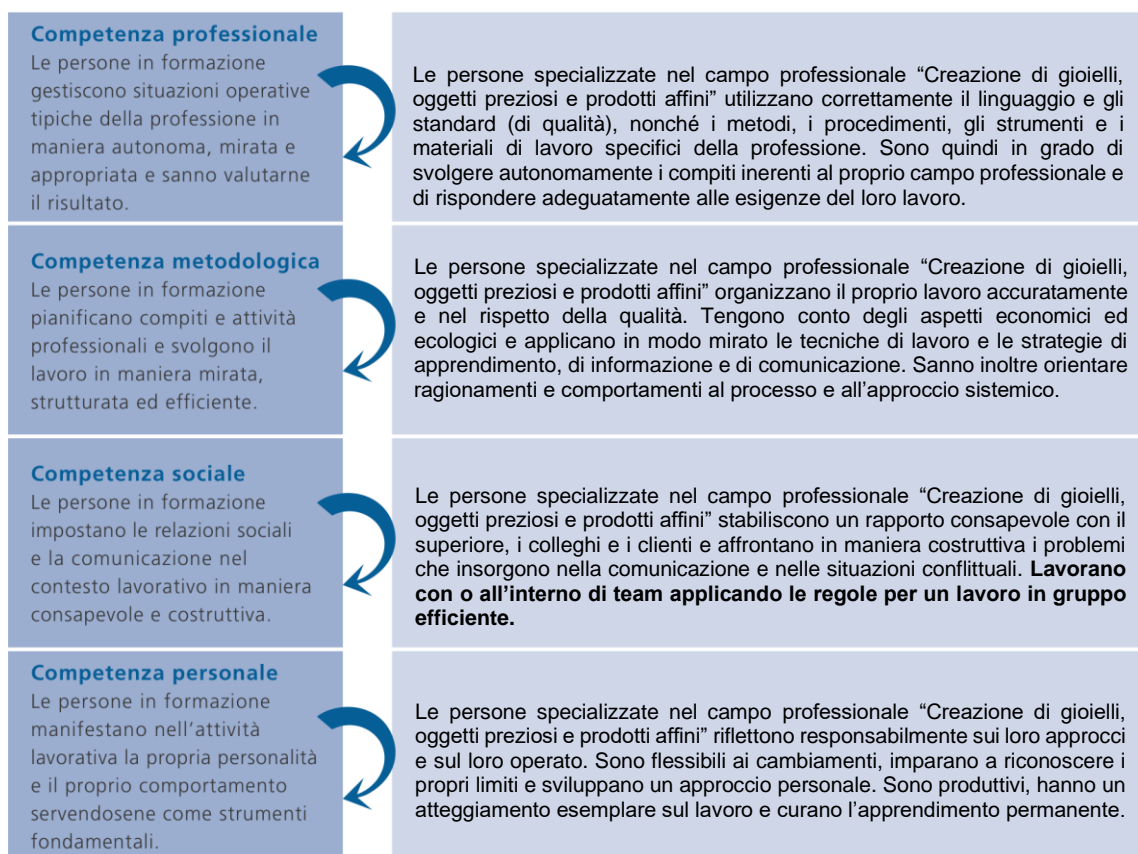 Competenza professionale
Le persone in formazione
gestiscono situazioni operative
tipiche della professione in
maniera autonoma, mirata e
appropriata e sanno valutarne
il risultato.
Le persone specializzate nel campo professionale “Creazione di gioielli,
oggetti preziosi e prodotti affini” utilizzano correttamente il linguaggio e gli
standard (di qualità), nonché i metodi, i procedimenti, gli strumenti e i
materiali di lavoro specifici della professione. Sono quindi in grado di
svolgere autonomamente i compiti inerenti al proprio campo professionale e
di rispondere adeguatamente alle esigenze del loro lavoro.
Competenza metodologica
Le persone in formazione
pianificano compiti e attività
professionali e svolgono il
lavoro in maniera mirata,
strutturata ed efficiente.
Le persone specializzate nel campo professionale “Creazione di gioielli,
oggetti preziosi e prodotti affini” organizzano il proprio lavoro accuratamente
e nel rispetto della qualità. Tengono conto degli aspetti economici ed
ecologici e applicano in modo mirato le tecniche di lavoro e le strategie di
apprendimento, di informazione e di comunicazione. Sanno inoltre orientare
ragionamenti e comportamenti al processo e all’approccio sistemico.
Competenza sociale
Le persone in formazione
impostano le relazioni sociali
e la comunicazione nel
contesto lavorativo in maniera
consapevole e costruttiva.
Le persone specializzate nel campo professionale “Creazione di gioielli,
oggetti preziosi e prodotti affini” stabiliscono un rapporto consapevole con il
superiore, i colleghi e i clienti e affrontano in maniera costruttiva i problemi
che insorgono nella comunicazione e nelle situazioni conflittuali. Lavorano
con o all’interno di team applicando le regole per un lavoro in gruppo
efficiente.
Competenza personale
Le persone in formazione
manifestano nell’attività
lavorativa la propria personalità
e il proprio comportamento
servendosene come strumenti
fondamentali.
Le persone specializzate nel campo professionale “Creazione di gioielli,
oggetti preziosi e prodotti affini” riflettono responsabilmente sui loro approcci
e sul loro operato. Sono flessibili ai cambiamenti, imparano a riconoscere i
propri limiti e sviluppano un approccio personale. Sono produttivi, hanno un
atteggiamento esemplare sul lavoro e curano l’apprendimento permanente.